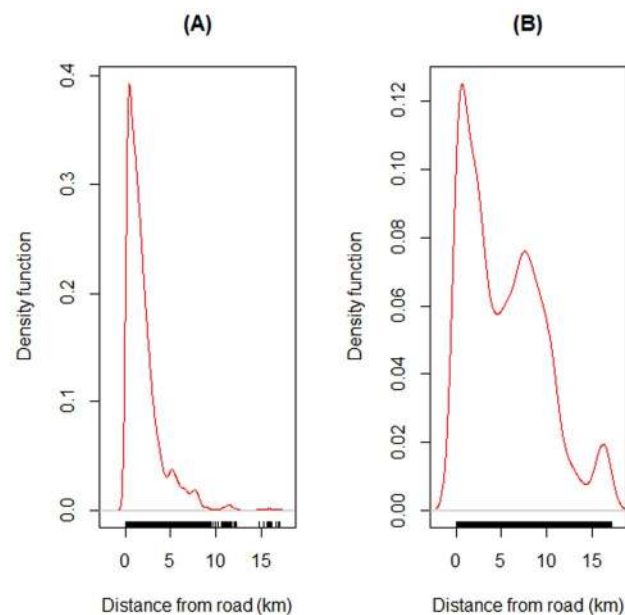 (A)
Density function
0.4
0.3
0.2
0.1
0.0
0 5 10 15
Distance from road (km)
(B)
Density function
0.12
0.10
0.08
0.06
0.04
0.02
0.00
0 5 10 15
Distance from road (km)